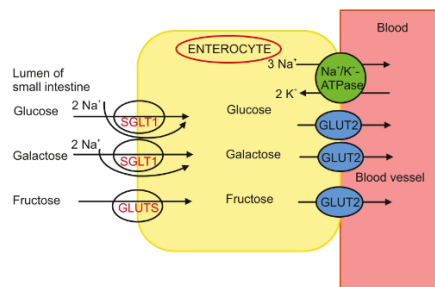 Blood
ENTEROCYTE
3 Na⁺
Na⁺/K⁻-
ATPase
Lumen of
small intestine
2 K⁻
2 Na⁺
Glucose
SGLT1
Glucose
GLUT2
2 Na⁺
Galactose
SGLT1
Galactose
GLUT2
Blood vessel
Fructose
GLUTS
Fructose
GLUT2